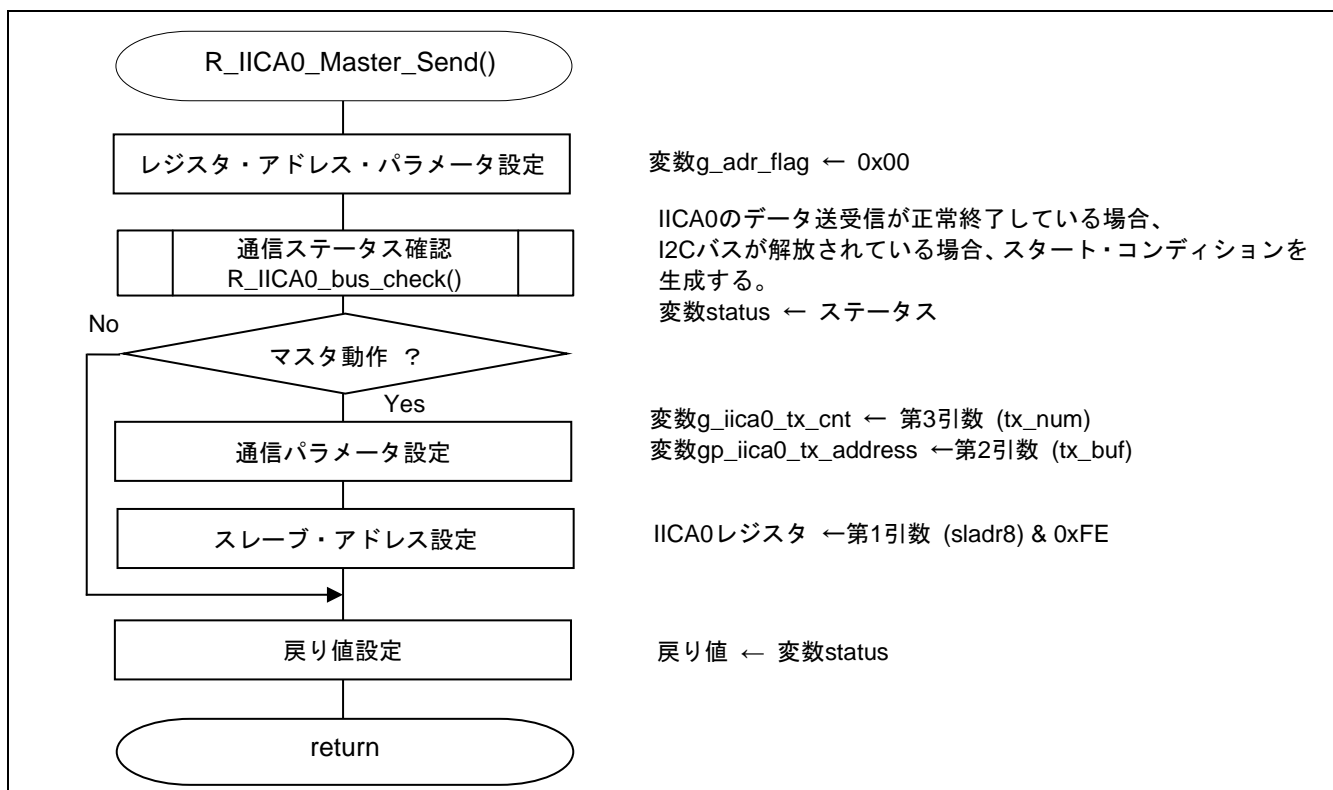 R_IICA0_Master_Send()
レジスタ・アドレス・パラメータ設定
変数g_adr_flag ← 0x00
通信ステータス確認
R_IICA0_bus_check()
IICA0のデータ送受信が正常終了している場合、
I2Cバスが解放されている場合、スタート・コンディションを
生成する。
変数status ← ステータス
No
マスタ動作 ？
Yes
通信パラメータ設定
変数g_iica0_tx_cnt ← 第3引数 (tx_num)
変数gp_iica0_tx_address ←第2引数 (tx_buf)
スレーブ・アドレス設定
IICA0レジスタ ←第1引数 (sladr8) & 0xFE
戻り値設定
戻り値 ← 変数status
return